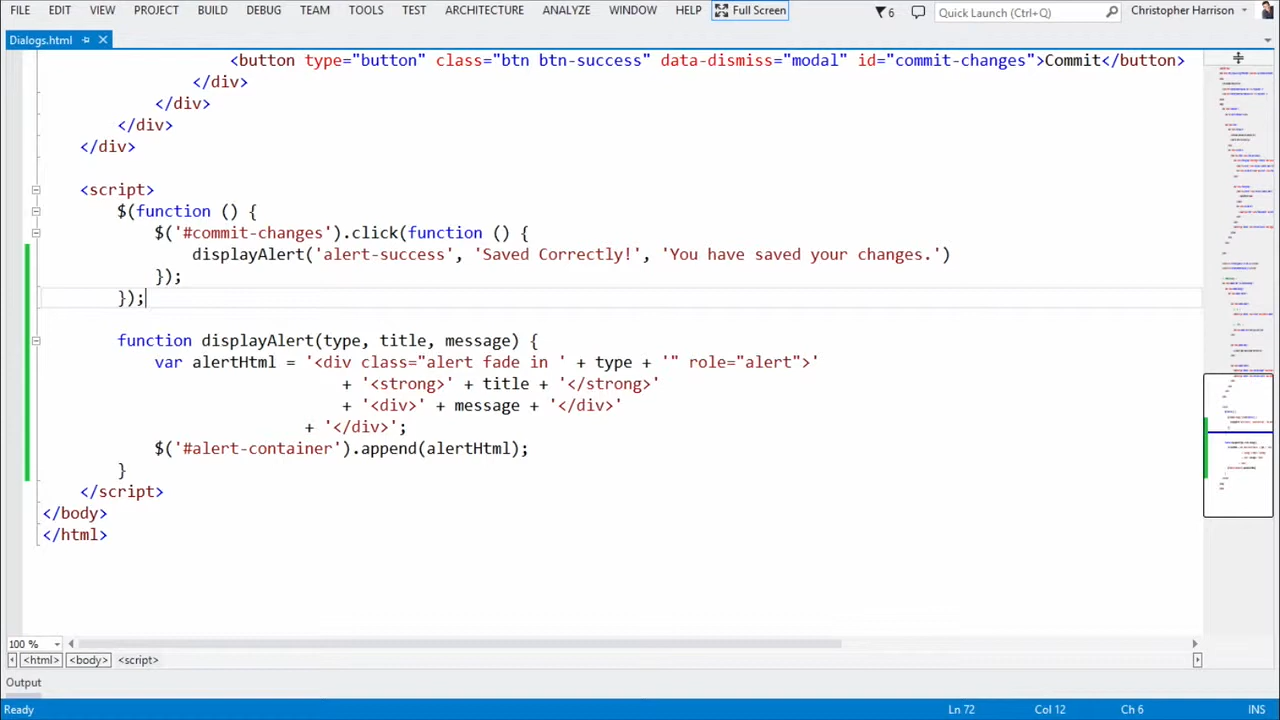 FILE EDIT VIEW PROJECT BUILD DEBUG TEAM TOOLS TEST ARCHITECTURE ANALYZE WINDOW HELP Full Screen 6 Quick Launch (Ctrl+Q) Christopher Harrison
Dialogs.html
<button type="button" class="btn btn-success" data-dismiss="modal" id="commit-changes">Commit</button>
</div>
</div>
</div>
</div>
<script>
$(function () {
$('#commit-changes').click(function () {
displayAlert('alert-success', 'Saved Correctly!', 'You have saved your changes.')
});
});
function displayAlert(type, title, message) {
var alertHtml = '<div class="alert fade in ' + type + '" role="alert">'
+ '<strong>' + title + '</strong>'
+ '<div>' + message + '</div>'
+ '</div>';
$('#alert-container').append(alertHtml);
}
</script>
</body>
</html>
100 %
<html> <body> <script>
Output
Ready Ln 72 Col 12 Ch 6 INS